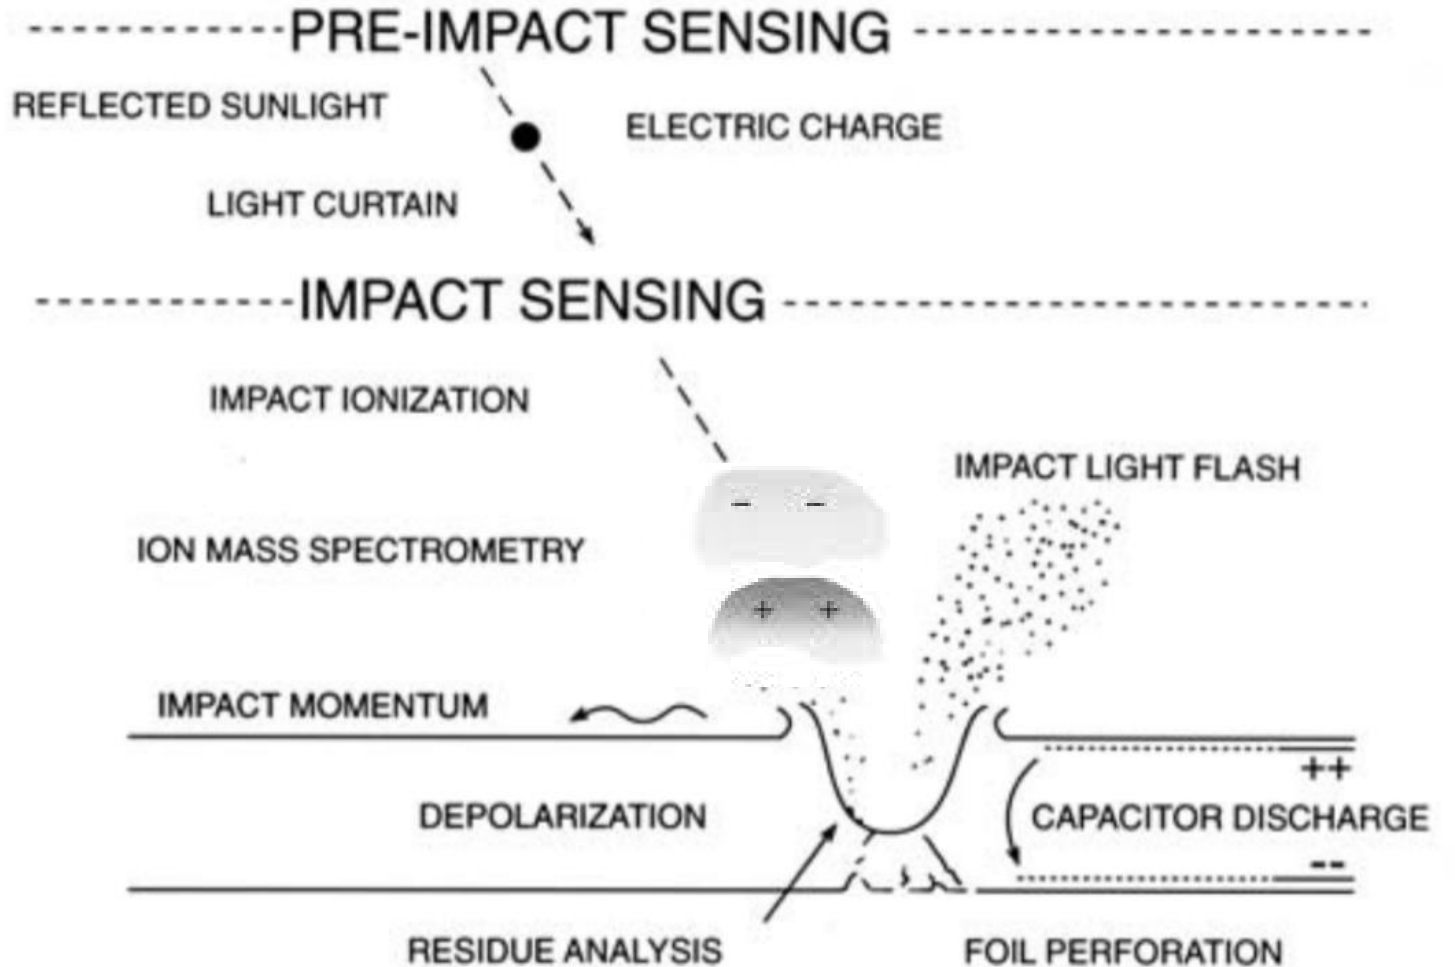 PRE-IMPACT SENSING
REFLECTED SUNLIGHT
ELECTRIC CHARGE
LIGHT CURTAIN
IMPACT SENSING
IMPACT IONIZATION
IMPACT LIGHT FLASH
- -
ION MASS SPECTROMETRY
+ +
IMPACT MOMENTUM
++
DEPOLARIZATION
CAPACITOR DISCHARGE
--
RESIDUE ANALYSIS
FOIL PERFORATION